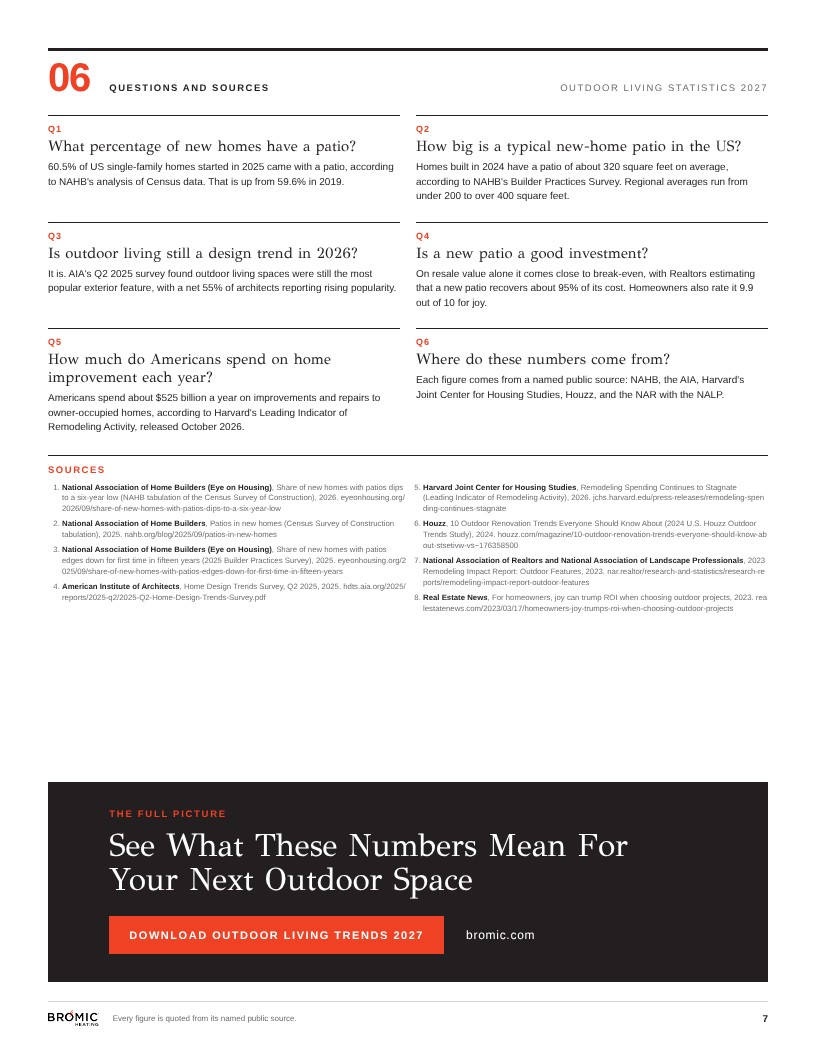 06
QUESTIONS AND SOURCES
OUTDOOR LIVING STATISTICS 2027
Q1
What percentage of new homes have a patio?
60.5% of US single-family homes started in 2025 came with a patio, according
to NAHB's analysis of Census data. That is up from 59.6% in 2019.
Q2
How big is a typical new-home patio in the US?
Homes built in 2024 have a patio of about 320 square feet on average,
according to NAHB's Builder Practices Survey. Regional averages run from
under 200 to over 400 square feet.
Q3
Is outdoor living still a design trend in 2026?
It is. AIA's Q2 2025 survey found outdoor living spaces were still the most
popular exterior feature, with a net 55% of architects reporting rising popularity.
Q4
Is a new patio a good investment?
On resale value alone it comes close to break-even, with Realtors estimating
that a new patio recovers about 95% of its cost. Homeowners also rate it 9.9
out of 10 for joy.
Q5
How much do Americans spend on home
improvement each year?
Americans spend about $525 billion a year on improvements and repairs to
owner-occupied homes, according to Harvard's Leading Indicator of
Remodeling Activity, released October 2026.
Q6
Where do these numbers come from?
Each figure comes from a named public source: NAHB, the AIA, Harvard's
Joint Center for Housing Studies, Houzz, and the NAR with the NALP.
SOURCES
1. National Association of Home Builders (Eye on Housing), Share of new homes with patios dips
to a six-year low (NAHB tabulation of the Census Survey of Construction), 2026. eyeonhousing.org/
2026/09/share-of-new-homes-with-patios-dips-to-a-six-year-low
2. National Association of Home Builders, Patios in new homes (Census Survey of Construction
tabulation), 2025. nahb.org/blog/2025/09/patios-in-new-homes
3. National Association of Home Builders (Eye on Housing), Share of new homes with patios
edges down for first time in fifteen years (2025 Builder Practices Survey), 2025. eyeonhousing.org/2
025/09/share-of-new-homes-with-patios-edges-down-for-first-time-in-fifteen-years
4. American Institute of Architects, Home Design Trends Survey, Q2 2025, 2025. hdts.aia.org/2025/
reports/2025-q2/2025-Q2-Home-Design-Trends-Survey.pdf
5. Harvard Joint Center for Housing Studies, Remodeling Spending Continues to Stagnate
(Leading Indicator of Remodeling Activity), 2026. jchs.harvard.edu/press-releases/remodeling-spen
ding-continues-stagnate
6. Houzz, 10 Outdoor Renovation Trends Everyone Should Know About (2024 U.S. Houzz Outdoor
Trends Study), 2024. houzz.com/magazine/10-outdoor-renovation-trends-everyone-should-know-ab
out-stsetivw-vs~176358500
7. National Association of Realtors and National Association of Landscape Professionals, 2023
Remodeling Impact Report: Outdoor Features, 2023. nar.realtor/research-and-statistics/research-re
ports/remodeling-impact-report-outdoor-features
8. Real Estate News, For homeowners, joy can trump ROI when choosing outdoor projects, 2023. rea
lestatenews.com/2023/03/17/homeowners-joy-trumps-roi-when-choosing-outdoor-projects
THE FULL PICTURE
See What These Numbers Mean For
Your Next Outdoor Space
DOWNLOAD OUTDOOR LIVING TRENDS 2027
bromic.com
BROMIC
HEATING
Every figure is quoted from its named public source.
7